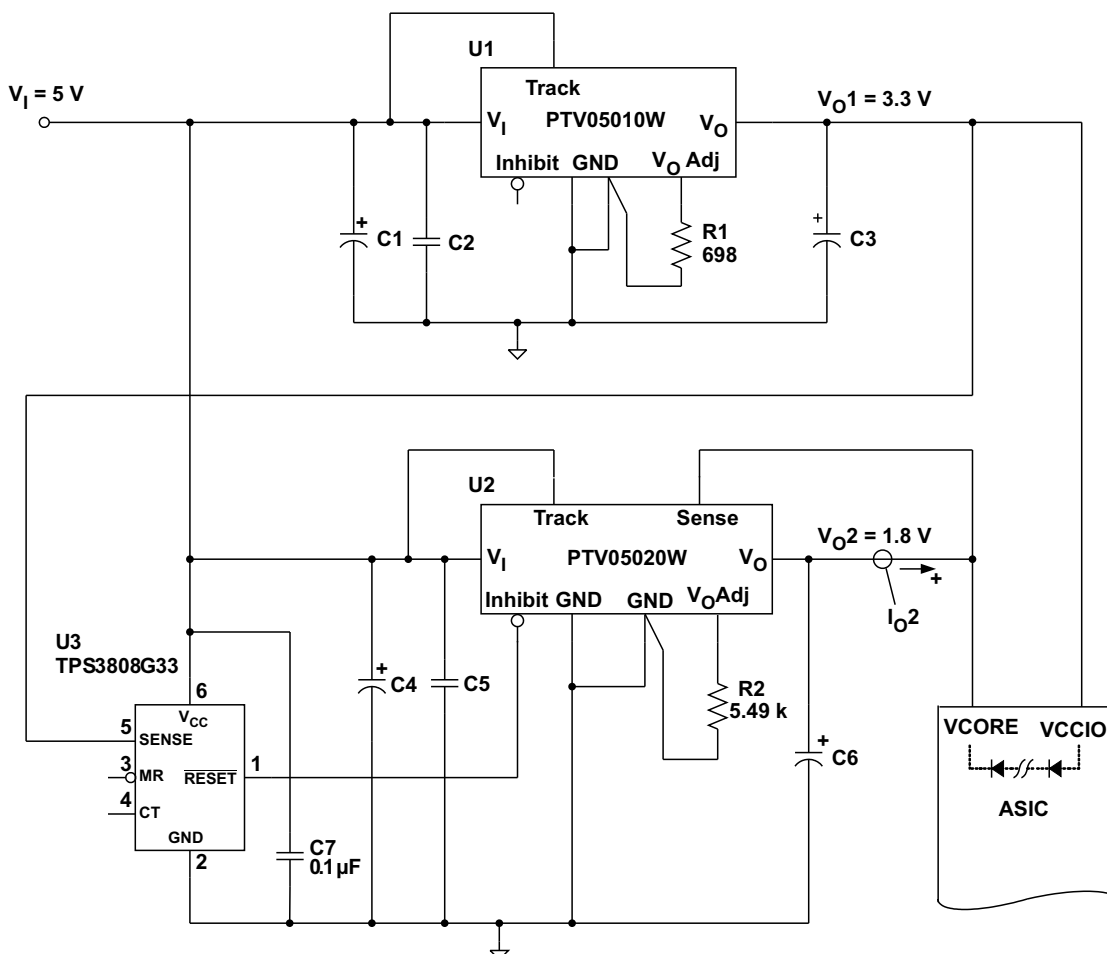 U1
V_I = 5 V
Track
PTV05010W
V_I
V_O
V_O1 = 3.3 V
Inhibit
GND
V_O Adj
+
C1
C2
R1
698
+
C3
U2
Track
Sense
PTV05020W
V_I
V_O
V_O2 = 1.8 V
Inhibit
GND
GND
V_OAdj
+
I_O2
U3
TPS3808G33
+
C4
C5
R2
5.49 k
+
C6
6
V_CC
5
SENSE
3
MR
RESET
1
4
CT
GND
2
C7
0.1 µF
VCORE
VCCIO
ASIC